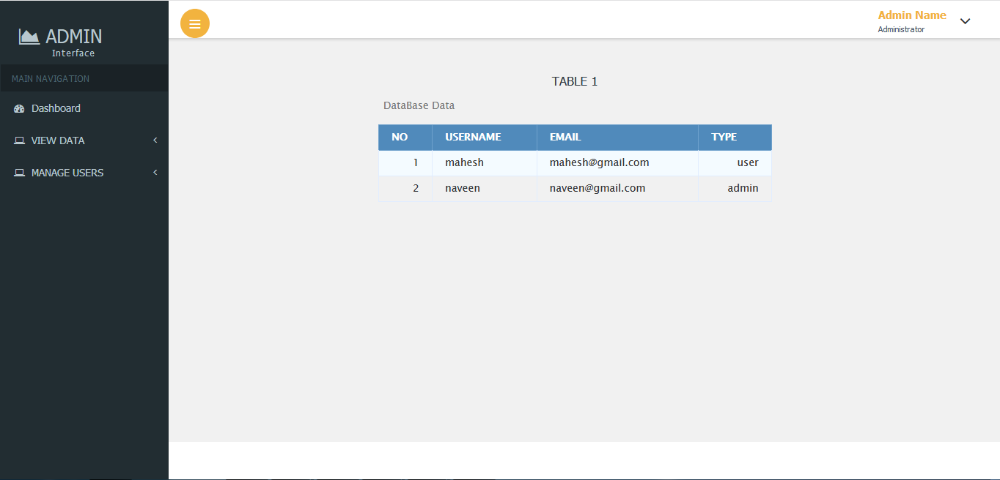 ADMIN
Interface
MAIN NAVIGATION
Dashboard
VIEW DATA
MANAGE USERS
Admin Name
Administrator
TABLE 1
DataBase Data
NO USERNAME EMAIL TYPE
1 mahesh mahesh@gmail.com user
2 naveen naveen@gmail.com admin